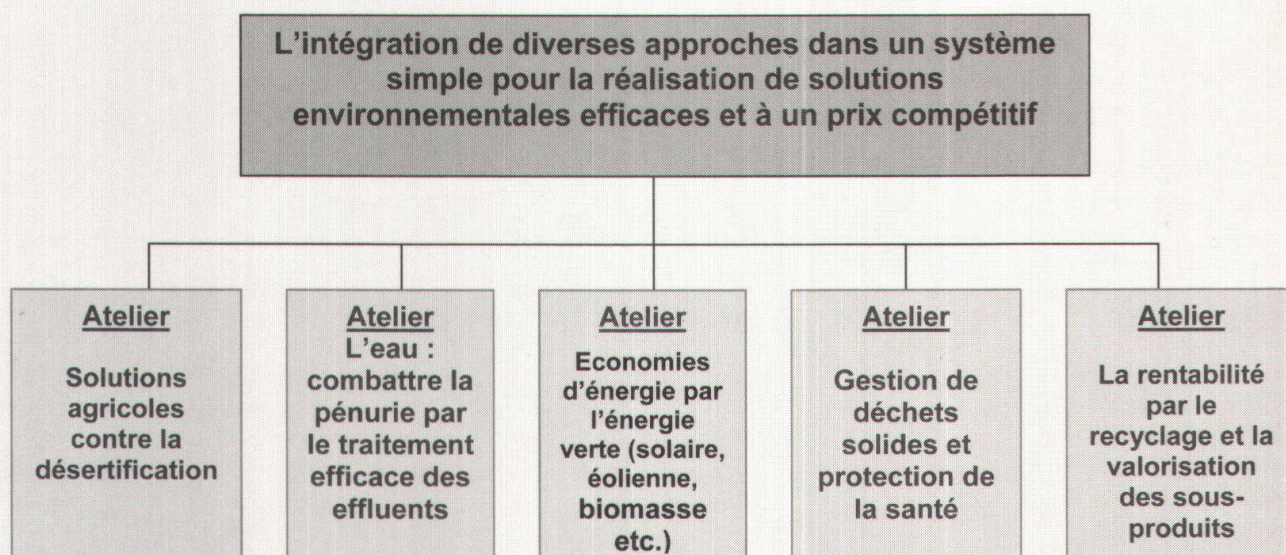 L'intégration de diverses approches dans un système
simple pour la réalisation de solutions
environnementales efficaces et à un prix compétitif
Atelier
Solutions
agricoles
contre la
désertification
Atelier
L'eau :
combattre la
pénurie par
le traitement
efficace des
effluents
Atelier
Economies
d'énergie par
l'énergie
verte (solaire,
éolienne,
biomasse
etc.)
Atelier
Gestion de
déchets
solides et
protection de
la santé
Atelier
La rentabilité
par le
recyclage et la
valorisation
des sous-
produits